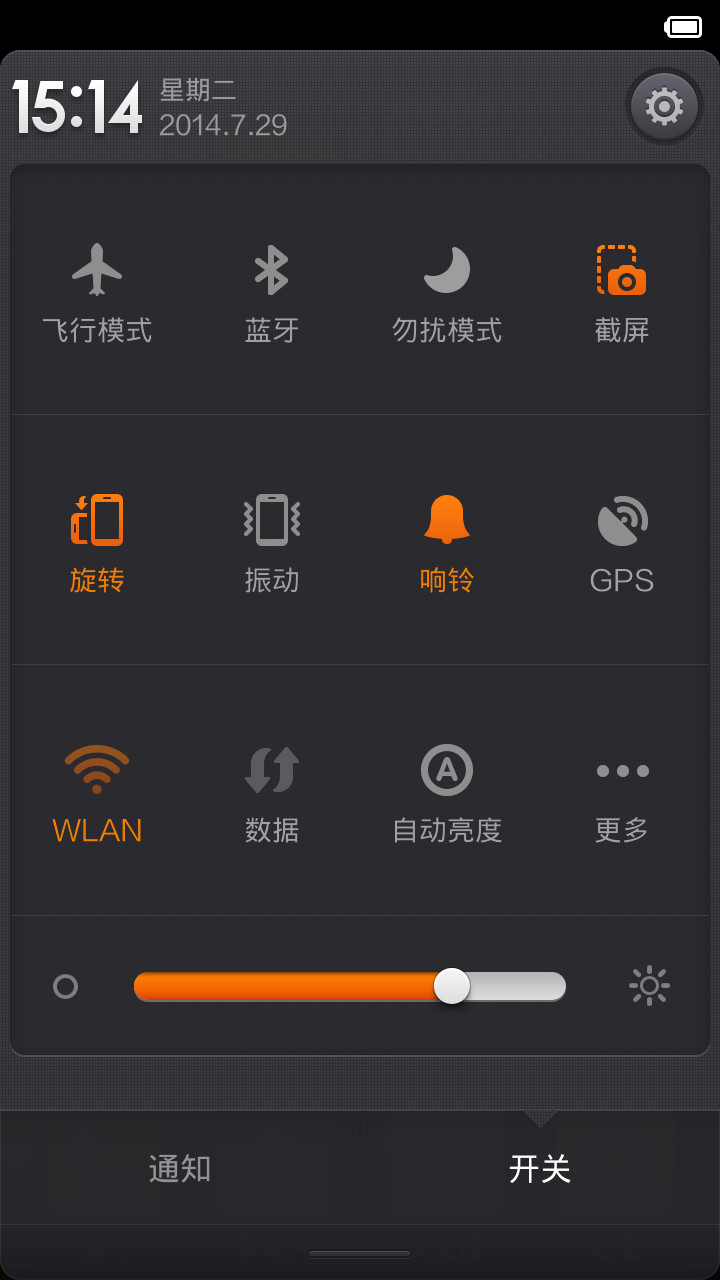 15:14
星期二
2014.7.29
飞行模式 蓝牙 勿扰模式 截屏
旋转 振动 响铃 GPS
WLAN 数据 自动亮度 更多
通知 开关